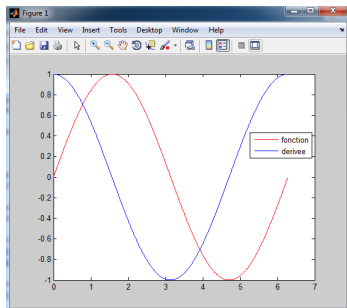 Figure 1
File Edit View Insert Tools Desktop Window Help
1
0.8
0.6
0.4
0.2
0
-0.2
-0.4
-0.6
-0.8
-1
0 1 2 3 4 5 6 7
fonction
derivee